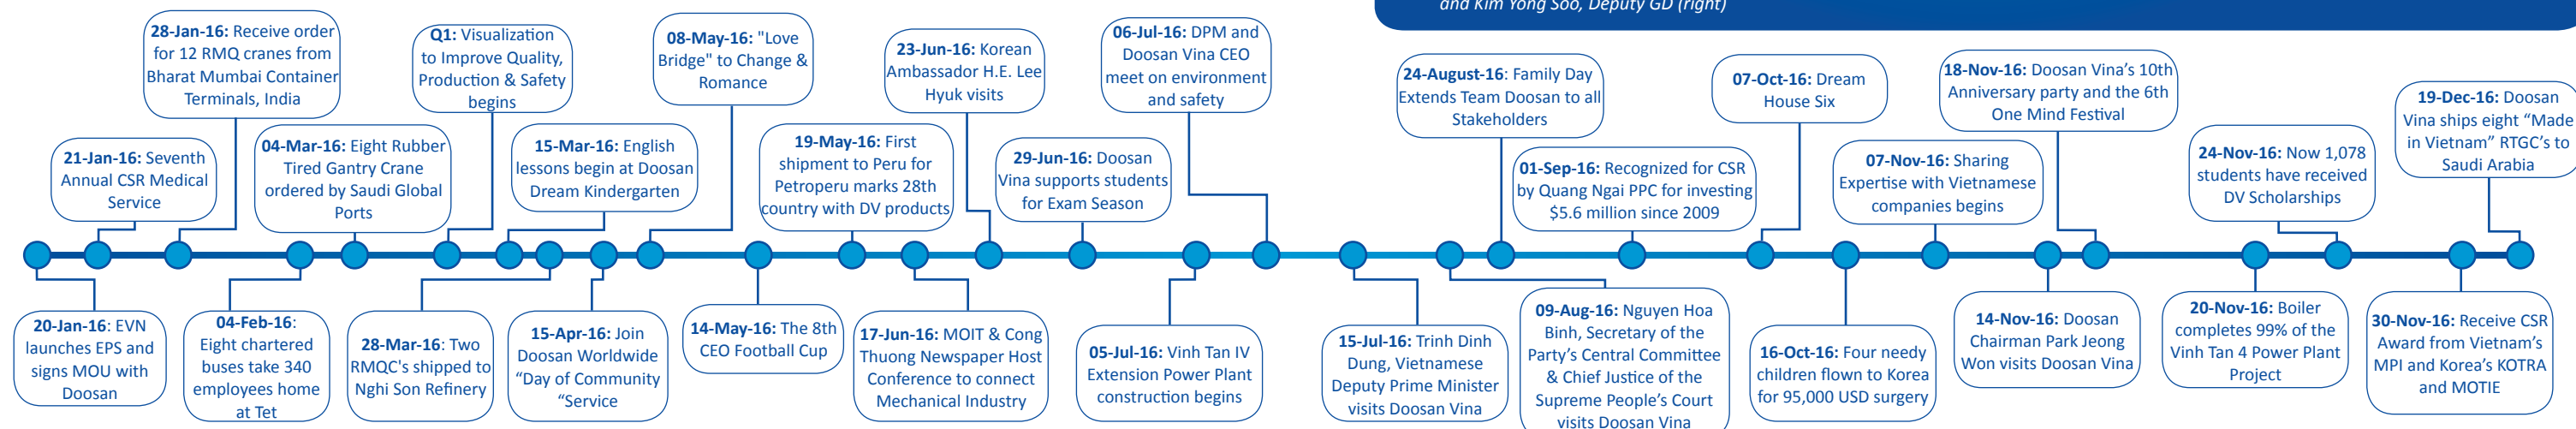 and Kim Yong Soo, Deputy GD (right)
20-Jan-16: EVN
launches EPS and
signs MOU with
Doosan
21-Jan-16: Seventh
Annual CSR Medical
Service
28-Jan-16: Receive order
for 12 RMQ cranes from
Bharat Mumbai Container
Terminals, India
04-Feb-16:
Eight chartered
buses take 340
employees home
at Tet
04-Mar-16: Eight Rubber
Tired Gantry Crane
ordered by Saudi Global
Ports
Q1: Visualization
to Improve Quality,
Production & Safety
begins
15-Mar-16: English
lessons begin at Doosan
Dream Kindergarten
28-Mar-16: Two
RMQC's shipped to
Nghi Son Refinery
15-Apr-16: Join
Doosan Worldwide
“Day of Community
“Service
08-May-16: "Love
Bridge" to Change &
Romance
14-May-16: The 8th
CEO Football Cup
19-May-16: First
shipment to Peru for
Petroperu marks 28th
country with DV products
17-Jun-16: MOIT & Cong
Thuong Newspaper Host
Conference to connect
Mechanical Industry
23-Jun-16: Korean
Ambassador H.E. Lee
Hyuk visits
29-Jun-16: Doosan
Vina supports students
for Exam Season
05-Jul-16: Vinh Tan IV
Extension Power Plant
construction begins
06-Jul-16: DPM and
Doosan Vina CEO
meet on environment
and safety
15-Jul-16: Trinh Dinh
Dung, Vietnamese
Deputy Prime Minister
visits Doosan Vina
09-Aug-16: Nguyen Hoa
Binh, Secretary of the
Party’s Central Committee
& Chief Justice of the
Supreme People’s Court
visits Doosan Vina
24-August-16: Family Day
Extends Team Doosan to all
Stakeholders
01-Sep-16: Recognized for CSR
by Quang Ngai PPC for investing
$5.6 million since 2009
07-Oct-16: Dream
House Six
16-Oct-16: Four needy
children flown to Korea
for 95,000 USD surgery
07-Nov-16: Sharing
Expertise with Vietnamese
companies begins
14-Nov-16: Doosan
Chairman Park Jeong
Won visits Doosan Vina
18-Nov-16: Doosan Vina’s 10th
Anniversary party and the 6th
One Mind Festival
20-Nov-16: Boiler
completes 99% of the
Vinh Tan 4 Power Plant
Project
24-Nov-16: Now 1,078
students have received
DV Scholarships
30-Nov-16: Receive CSR
Award from Vietnam’s
MPI and Korea’s KOTRA
and MOTIE
19-Dec-16: Doosan
Vina ships eight “Made
in Vietnam” RTGC’s to
Saudi Arabia